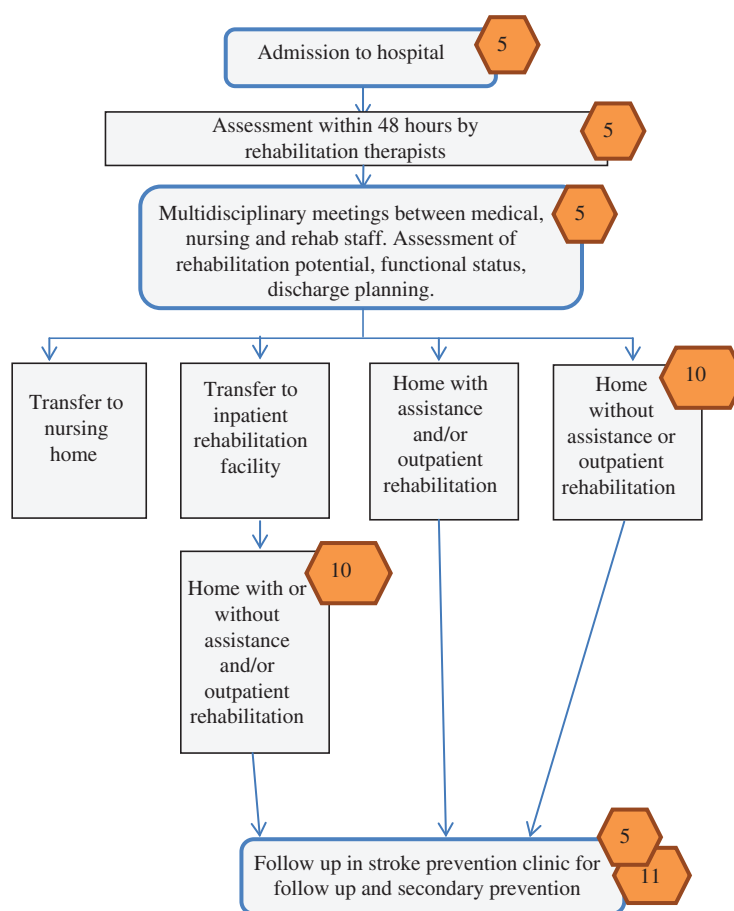 Admission to hospital
5
Assessment within 48 hours by
rehabilitation therapists
5
Multidisciplinary meetings between medical,
nursing and rehab staff. Assessment of
rehabilitation potential, functional status,
discharge planning.
5
Transfer to
nursing
home
Transfer to
inpatient
rehabilitation
facility
Home with
assistance
and/or
outpatient
rehabilitation
Home
without
assistance or
outpatient
rehabilitation
10
Home with or
without
assistance
and/or
outpatient
rehabilitation
10
Follow up in stroke prevention clinic for
follow up and secondary prevention
5
11